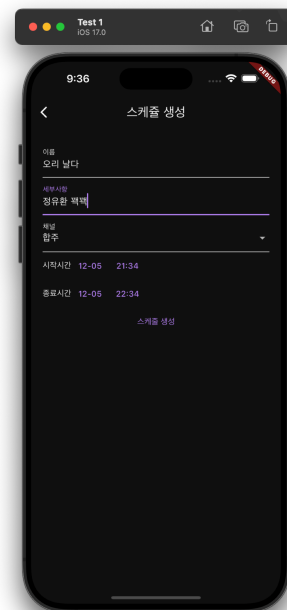 Test 1
iOS 17.0
9:36
DEBUG
스케쥴 생성
이름
오리 날다
세부사항
정유환 꽥꽥
채널
합주
시작시간 12-05 21:34
종료시간 12-05 22:34
스케쥴 생성